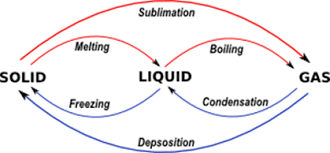 Sublimation
Melting
Boiling
SOLID LIQUID GAS
Freezing
Condensation
Depsosition